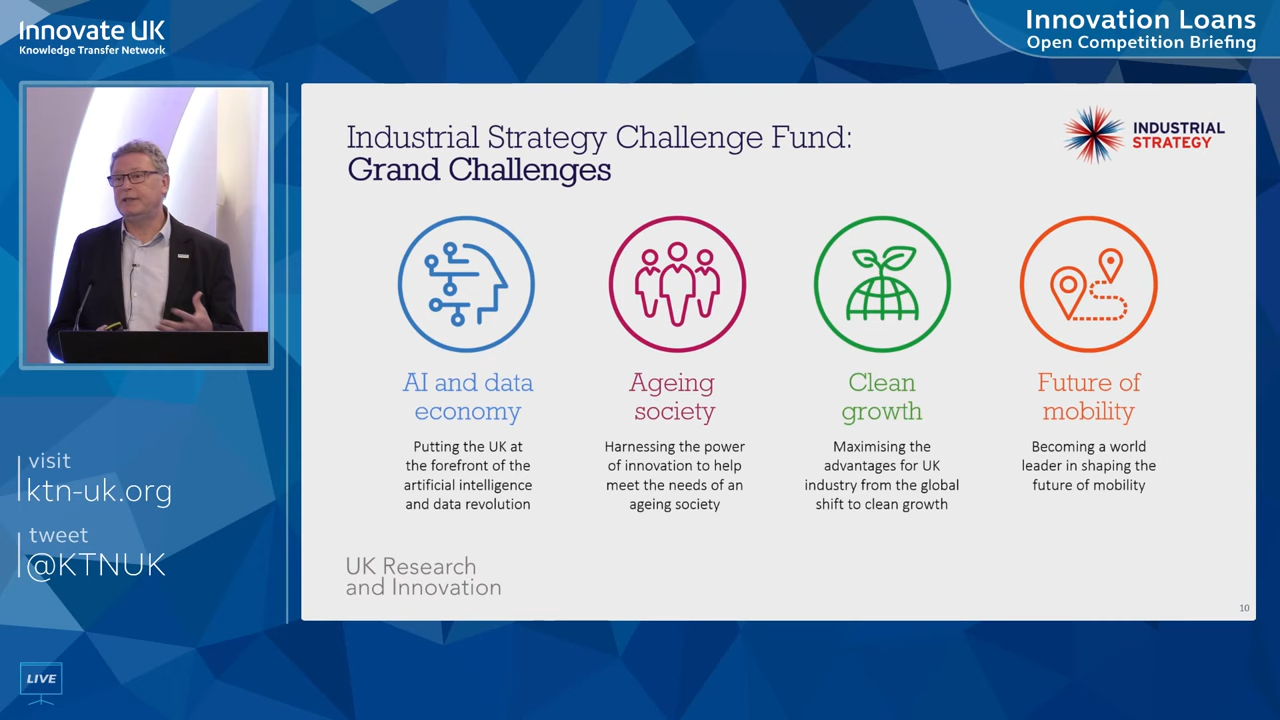 Innovate UK
Knowledge Transfer Network
Innovation Loans
Open Competition Briefing
Industrial Strategy Challenge Fund:
Grand Challenges
INDUSTRIAL
STRATEGY
AI and data
economy
Putting the UK at
the forefront of the
artificial intelligence
and data revolution
Ageing
society
Harnessing the power
of innovation to help
meet the needs of an
ageing society
Clean
growth
Maximising the
advantages for UK
industry from the global
shift to clean growth
Future of
mobility
Becoming a world
leader in shaping the
future of mobility
UK Research
and Innovation
10
visit
ktn-uk.org
tweet
@KTNUK
LIVE